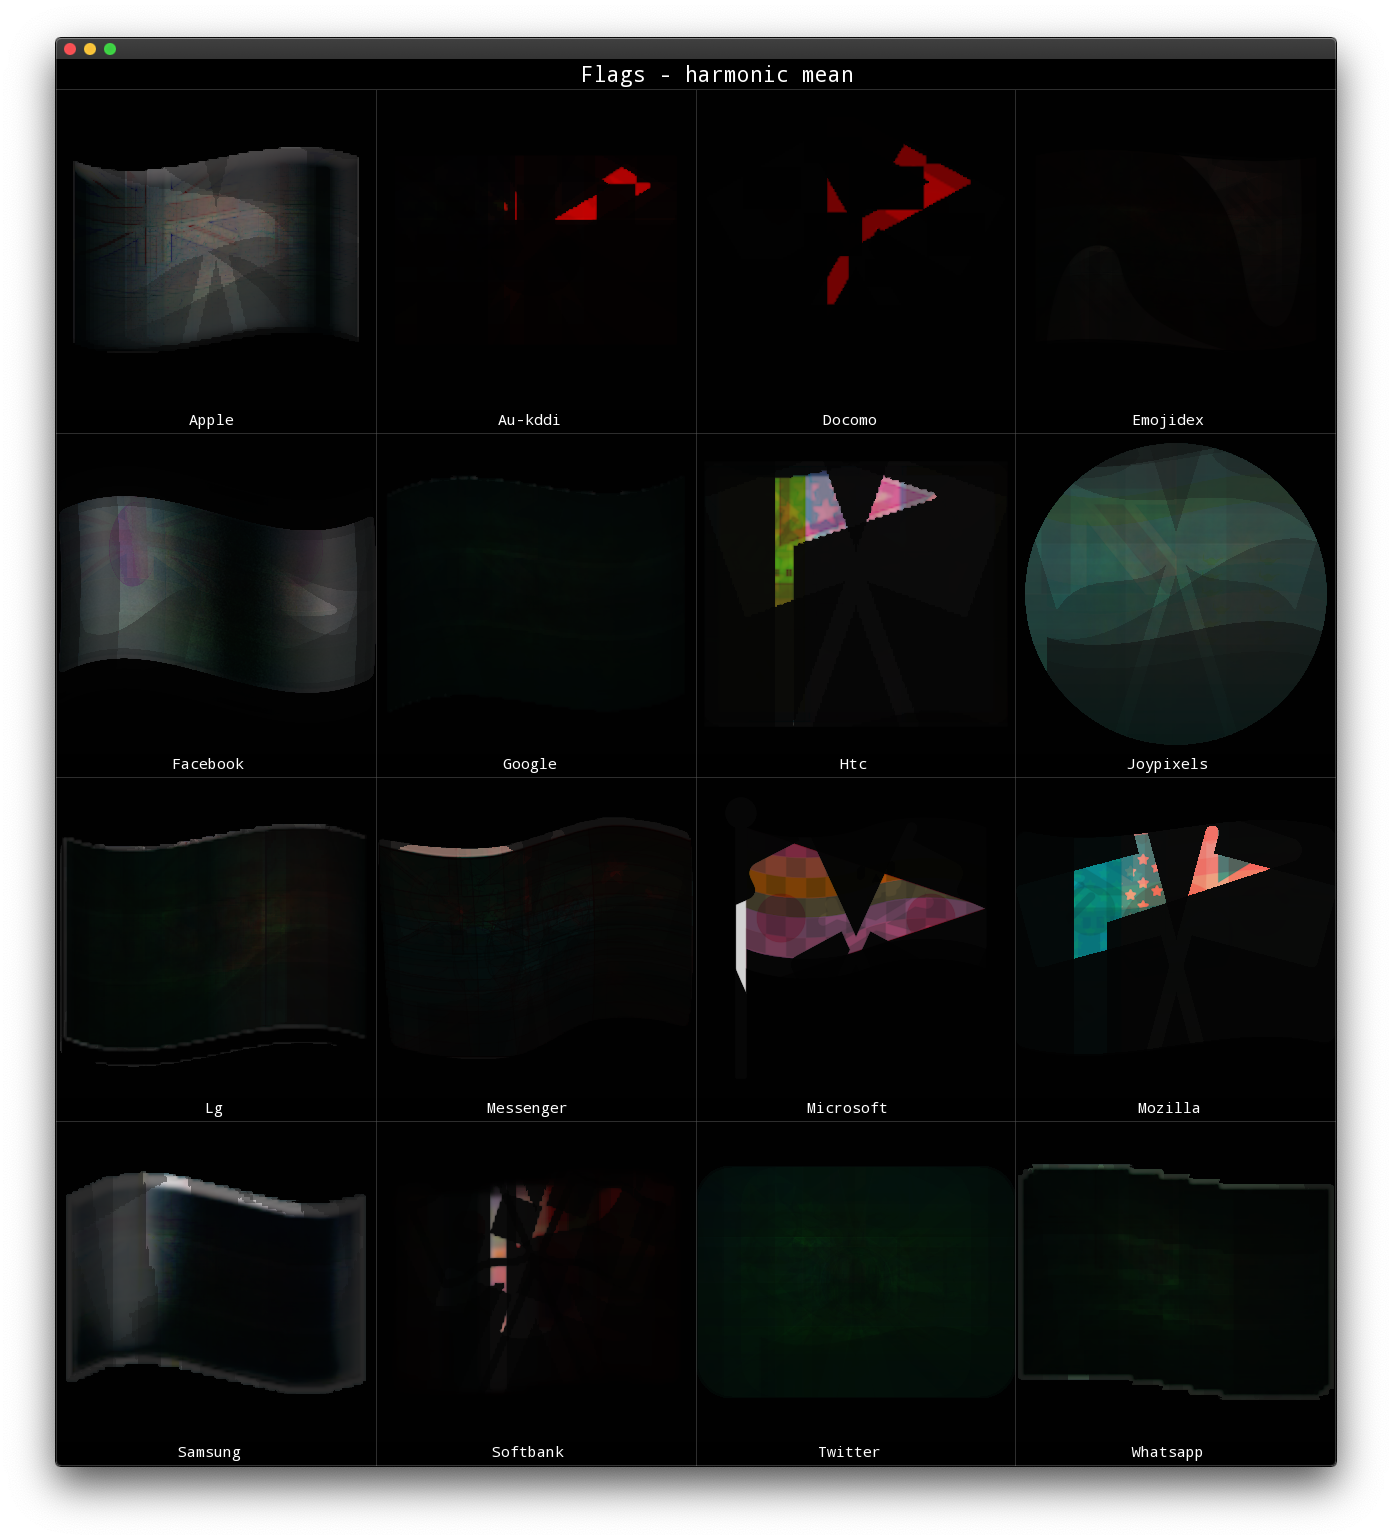 Flags - harmonic mean
Apple
Au-kddi
Docomo
Emojidex
Facebook
Google
Htc
Joypixels
Lg
Messenger
Microsoft
Mozilla
Samsung
Softbank
Twitter
Whatsapp